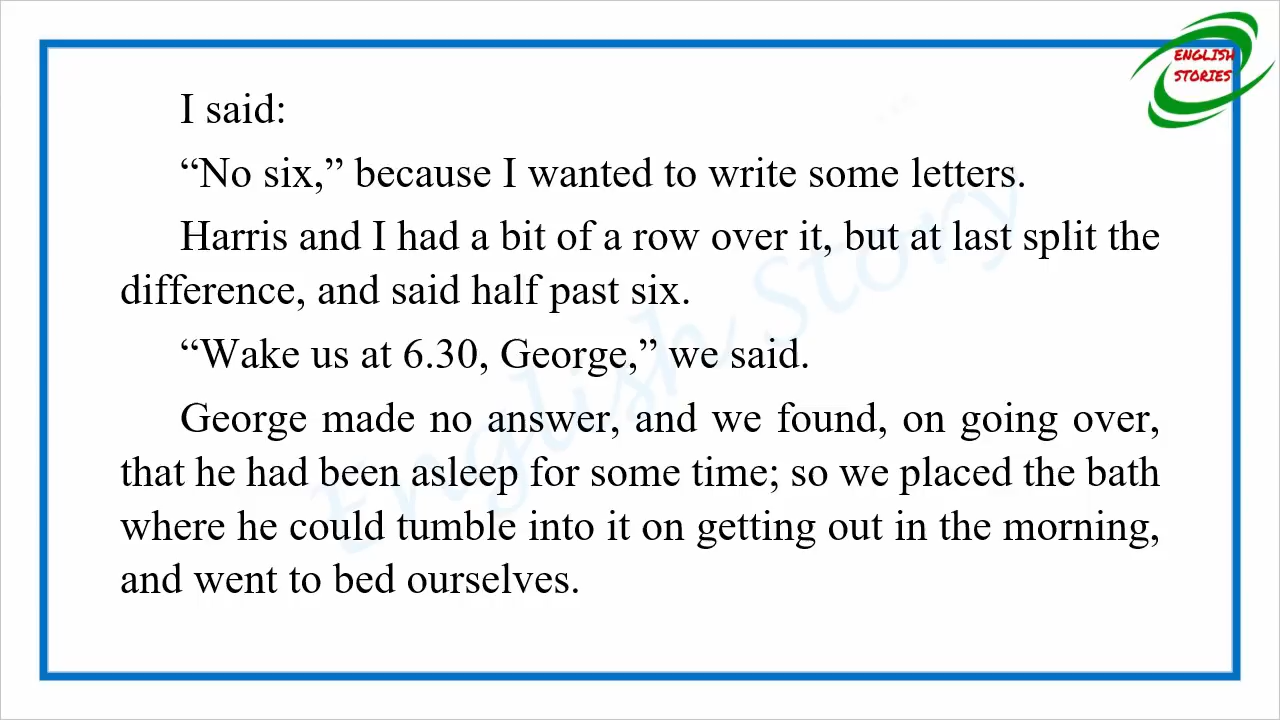 ENGLISH
STORIES
I said:
“No six,” because I wanted to write some letters.
Harris and I had a bit of a row over it, but at last split the
difference, and said half past six.
“Wake us at 6.30, George,” we said.
George made no answer, and we found, on going over,
that he had been asleep for some time; so we placed the bath
where he could tumble into it on getting out in the morning,
and went to bed ourselves.
English Story